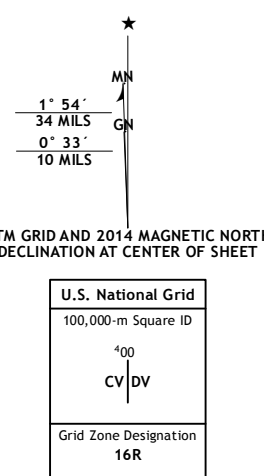 ★
MN
1° 54´
34 MILS
GN
0° 33´
10 MILS
TM GRID AND 2014 MAGNETIC NORTH
DECLINATION AT CENTER OF SHEET
U.S. National Grid
100,000-m Square ID
⁴00
CV DV
Grid Zone Designation
16R